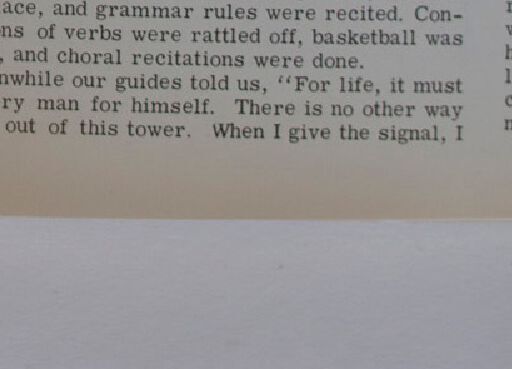 ace, and grammar rules were recited. Con-
ns of verbs were rattled off, basketball was
, and choral recitations were done.
nwhile our guides told us, "For life, it must
ry man for himself. There is no other way
out of this tower. When I give the signal, I